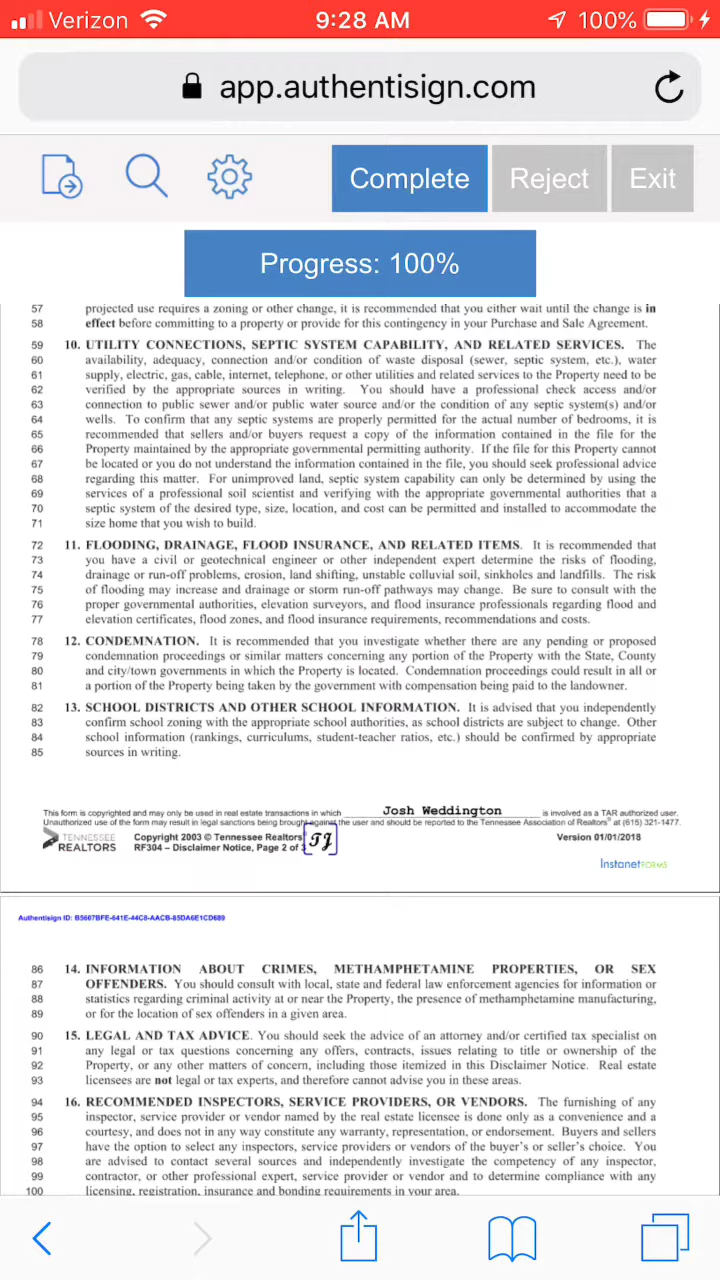 Verizon 9:28 AM 100%
app.authentisign.com
Complete Reject Exit
Progress: 100%
57 projected use requires a zoning or other change, it is recommended that you either wait until the change is in
58 effect before committing to a property or provide for this contingency in your Purchase and Sale Agreement.
59 10. UTILITY CONNECTIONS, SEPTIC SYSTEM CAPABILITY, AND RELATED SERVICES. The
60 availability, adequacy, connection and/or condition of waste disposal (sewer, septic system, etc.), water
61 supply, electric, gas, cable, internet, telephone, or other utilities and related services to the Property need to be
62 verified by the appropriate sources in writing. You should have a professional check access and/or
63 connection to public sewer and/or public water source and/or the condition of any septic system(s) and/or
64 wells. To confirm that any septic systems are properly permitted for the actual number of bedrooms, it is
65 recommended that sellers and/or buyers request a copy of the information contained in the file for the
66 Property maintained by the appropriate governmental permitting authority. If the file for this Property cannot
67 be located or you do not understand the information contained in the file, you should seek professional advice
68 regarding this matter. For unimproved land, septic system capability can only be determined by using the
69 services of a professional soil scientist and verifying with the appropriate governmental authorities that a
70 septic system of the desired type, size, location, and cost can be permitted and installed to accommodate the
71 size home that you wish to build.
72 11. FLOODING, DRAINAGE, FLOOD INSURANCE, AND RELATED ITEMS. It is recommended that
73 you have a civil or geotechnical engineer or other independent expert determine the risks of flooding,
74 drainage or run-off problems, erosion, land shifting, unstable colluvial soil, sinkholes and landfills. The risk
75 of flooding may increase and drainage or storm run-off pathways may change. Be sure to consult with the
76 proper governmental authorities, elevation surveyors, and flood insurance professionals regarding flood and
77 elevation certificates, flood zones, and flood insurance requirements, recommendations and costs.
78 12. CONDEMNATION. It is recommended that you investigate whether there are any pending or proposed
79 condemnation proceedings or similar matters concerning any portion of the Property with the State, County
80 and city/town governments in which the Property is located. Condemnation proceedings could result in all or
81 a portion of the Property being taken by the government with compensation being paid to the landowner.
82 13. SCHOOL DISTRICTS AND OTHER SCHOOL INFORMATION. It is advised that you independently
83 confirm school zoning with the appropriate school authorities, as school districts are subject to change. Other
84 school information (rankings, curriculums, student-teacher ratios, etc.) should be confirmed by appropriate
85 sources in writing.
This form is copyrighted and may only be used in real estate transactions in which Josh Weddington is involved as a TAR authorized user.
Unauthorized use of the form may result in legal sanctions being brought against the user and should be reported to the Tennessee Association of Realtors® at (615) 321-1477.
TENNESSEE REALTORS Copyright 2003 © Tennessee Realtors Version 01/01/2018
RF304 – Disclaimer Notice, Page 2 of 3 TJ
InstanetFORMS
Authentisign ID: B5607BFE-641E-44C8-AACB-85DA6E1CD689
86 14. INFORMATION ABOUT CRIMES, METHAMPHETAMINE PROPERTIES, OR SEX
87 OFFENDERS. You should consult with local, state and federal law enforcement agencies for information or
88 statistics regarding criminal activity at or near the Property, the presence of methamphetamine manufacturing,
89 or for the location of sex offenders in a given area.
90 15. LEGAL AND TAX ADVICE. You should seek the advice of an attorney and/or certified tax specialist on
91 any legal or tax questions concerning any offers, contracts, issues relating to title or ownership of the
92 Property, or any other matters of concern, including those itemized in this Disclaimer Notice. Real estate
93 licensees are not legal or tax experts, and therefore cannot advise you in these areas.
94 16. RECOMMENDED INSPECTORS, SERVICE PROVIDERS, OR VENDORS. The furnishing of any
95 inspector, service provider or vendor named by the real estate licensee is done only as a convenience and a
96 courtesy, and does not in any way constitute any warranty, representation, or endorsement. Buyers and sellers
97 have the option to select any inspectors, service providers or vendors of the buyer's or seller's choice. You
98 are advised to contact several sources and independently investigate the competency of any inspector,
99 contractor, or other professional expert, service provider or vendor and to determine compliance with any
100 licensing, registration, insurance and bonding requirements in your area.